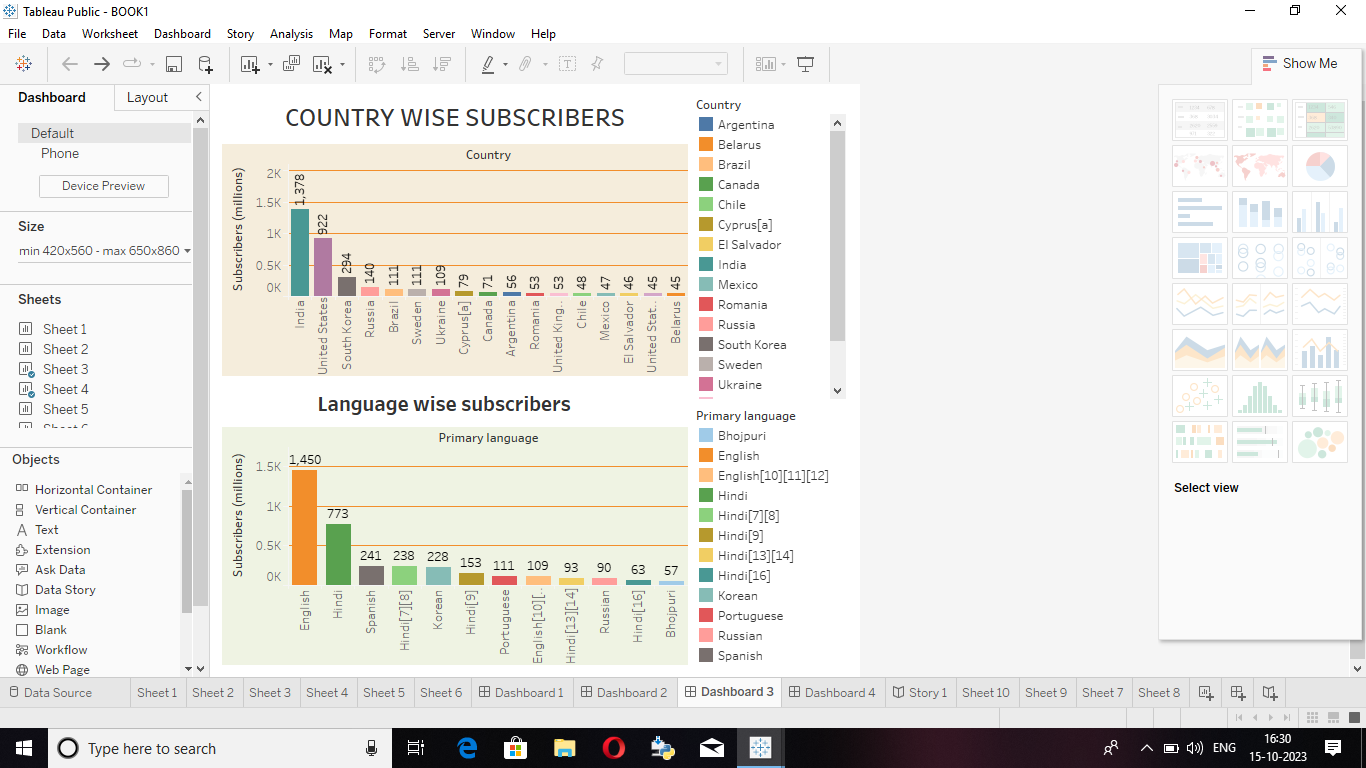 Tableau Public - BOOK1
File Data Worksheet Dashboard Story Analysis Map Format Server Window Help
Show Me
Dashboard Layout
Default
Phone
Device Preview
Size
min 420x560 - max 650x860
Sheets
Sheet 1
Sheet 2
Sheet 3
Sheet 4
Sheet 5
Objects
Horizontal Container
Vertical Container
Text
Extension
Ask Data
Data Story
Image
Blank
Workflow
Web Page
COUNTRY WISE SUBSCRIBERS
Country
Subscribers (millions)
2K
1.5K
1K
0.5K
0K
1,378 922 294 140 111 111 109 79 71 56 53 53 48 47 46 45 45
India United States South Korea Russia Brazil Sweden Ukraine Cyprus[a] Canada Argentina Romania United King.. Chile Mexico El Salvador United Stat.. Belarus
Country
Argentina
Belarus
Brazil
Canada
Chile
Cyprus[a]
El Salvador
India
Mexico
Romania
Russia
South Korea
Sweden
Ukraine
Language wise subscribers
Primary language
Subscribers (millions)
1.5K
1K
0.5K
0K
1,450 773 241 238 228 153 111 109 93 90 63 57
English Hindi Spanish Hindi[7][8] Korean Hindi[9] Portuguese English[10][.. Hindi[13][14] Russian Hindi[16] Bhojpuri
Primary language
Bhojpuri
English
English[10][11][12]
Hindi
Hindi[7][8]
Hindi[9]
Hindi[13][14]
Hindi[16]
Korean
Portuguese
Russian
Spanish
Select view
Data Source Sheet 1 Sheet 2 Sheet 3 Sheet 4 Sheet 5 Sheet 6 Dashboard 1 Dashboard 2 Dashboard 3 Dashboard 4 Story 1 Sheet 10 Sheet 9 Sheet 7 Sheet 8
Type here to search
ENG
16:30
15-10-2023